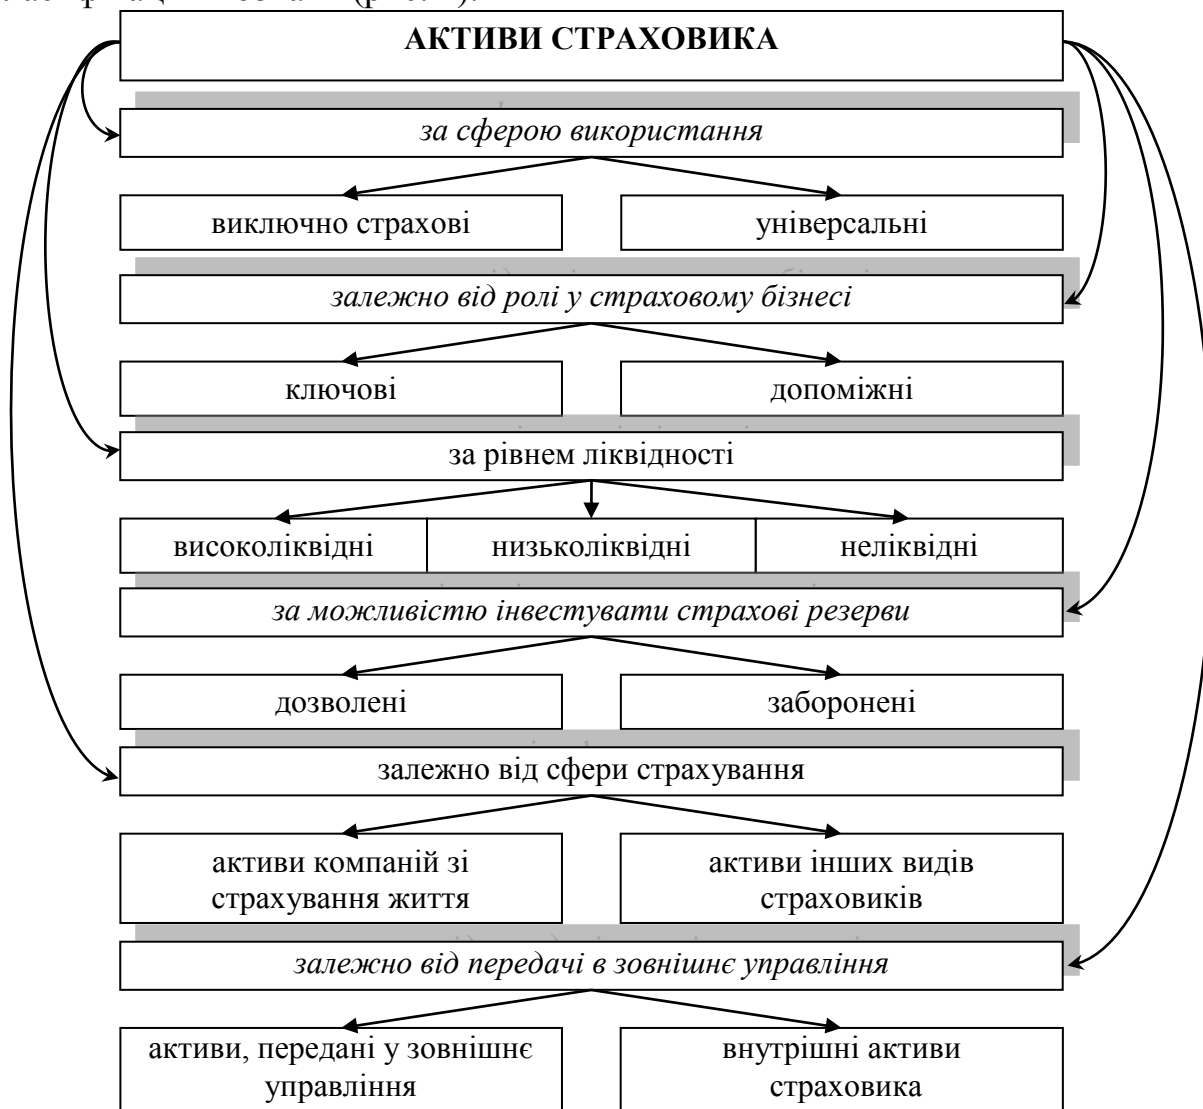 АКТИВИ СТРАХОВИКА
за сферою використання
виключно страхові
універсальні
залежно від ролі у страховому бізнесі
ключові
допоміжні
за рівнем ліквідності
високоліквідні
низьколіквідні
неліквідні
за можливістю інвестувати страхові резерви
дозволені
заборонені
залежно від сфери страхування
активи компаній зі
страхування життя
активи інших видів
страховиків
залежно від передачі в зовнішнє управління
активи, передані у зовнішнє
управління
внутрішні активи
страховика